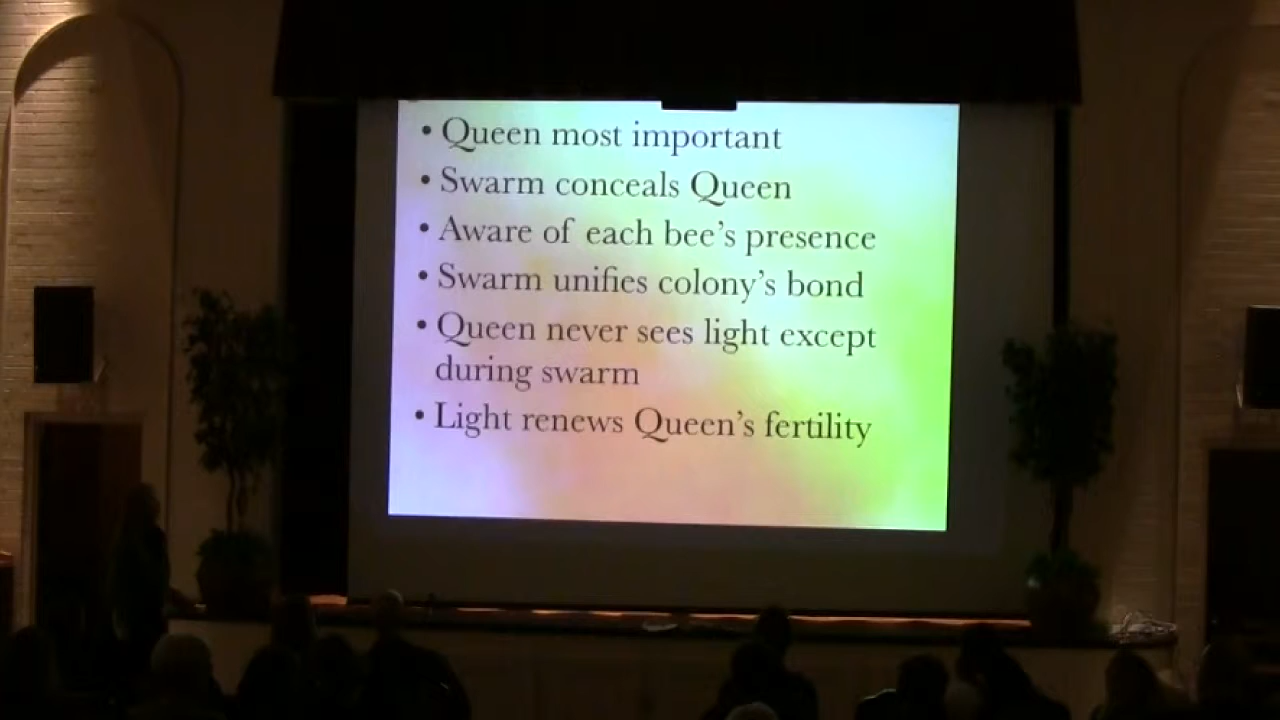 • Queen most important
• Swarm conceals Queen
• Aware of each bee's presence
• Swarm unifies colony's bond
• Queen never sees light except
during swarm
• Light renews Queen's fertility